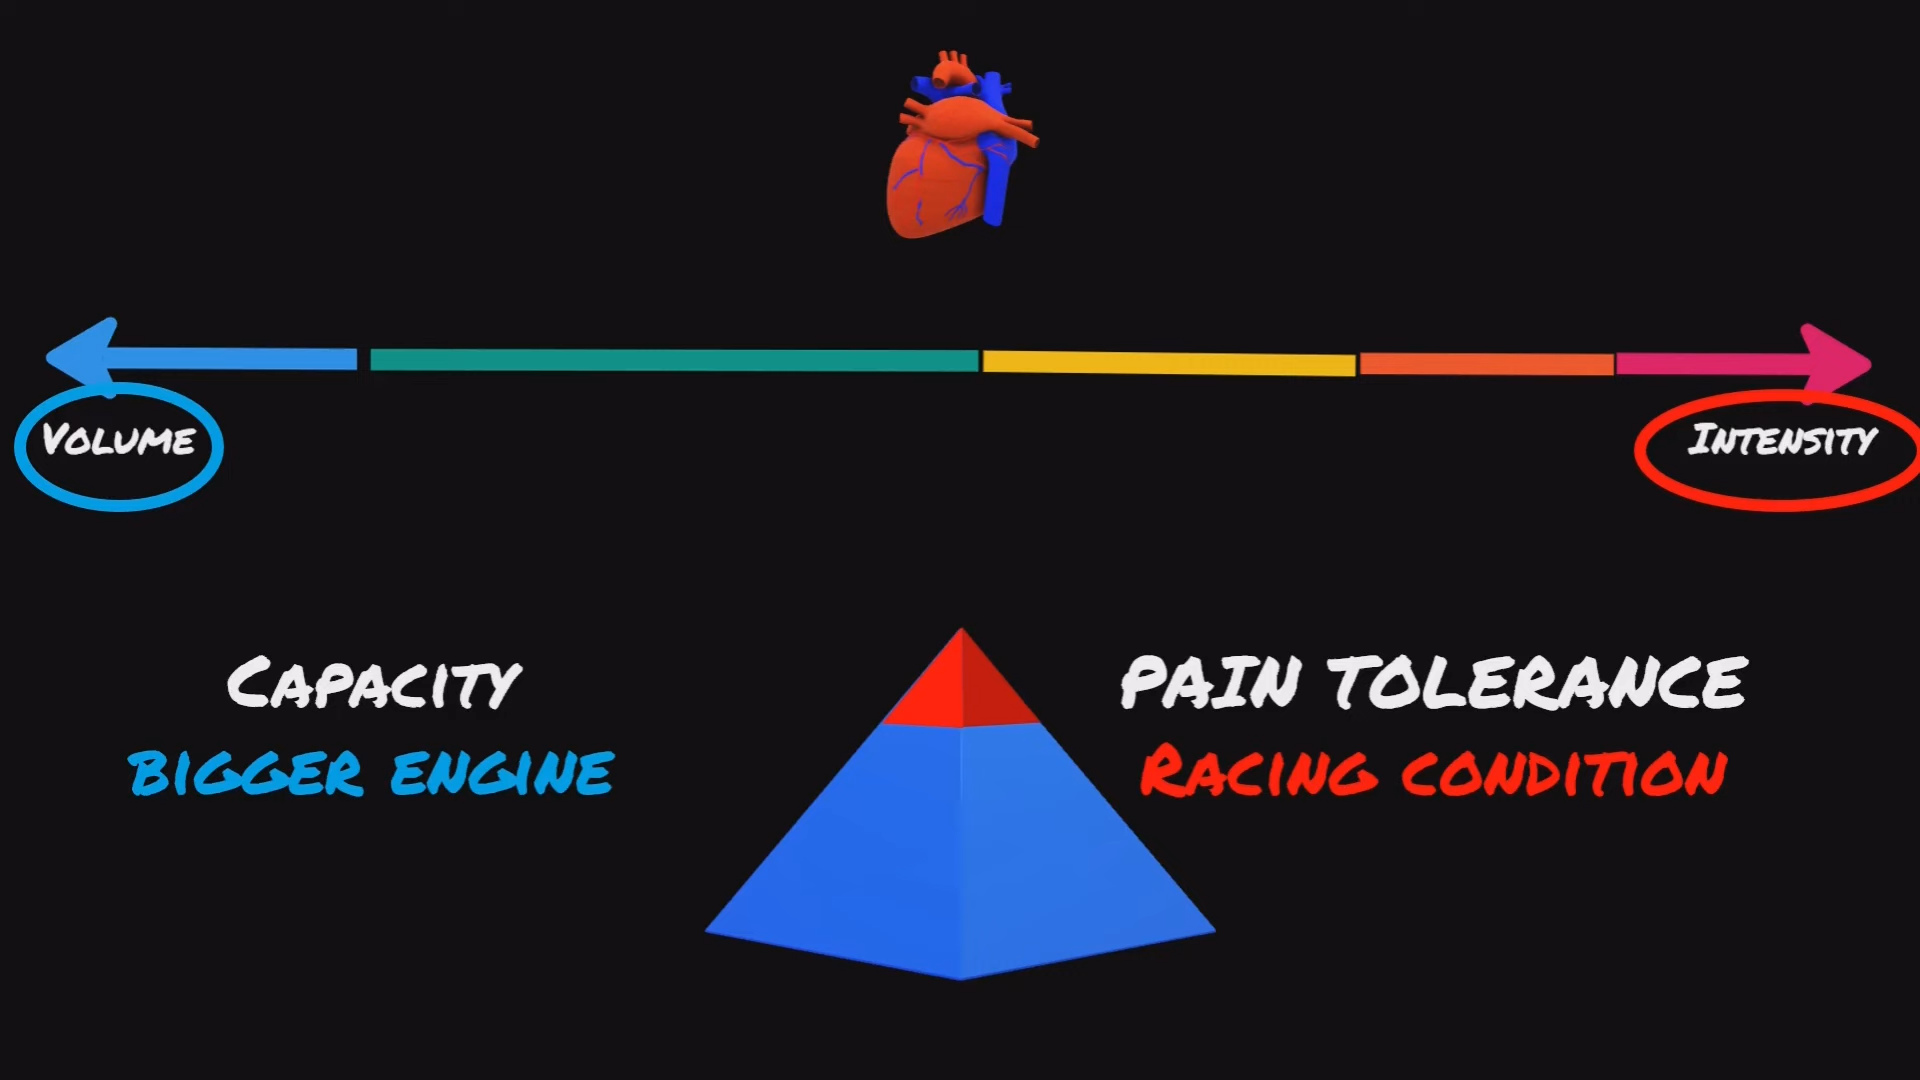 Volume
Intensity
Capacity
PAIN TOLERANCE
BIGGER ENGINE
Racing condition